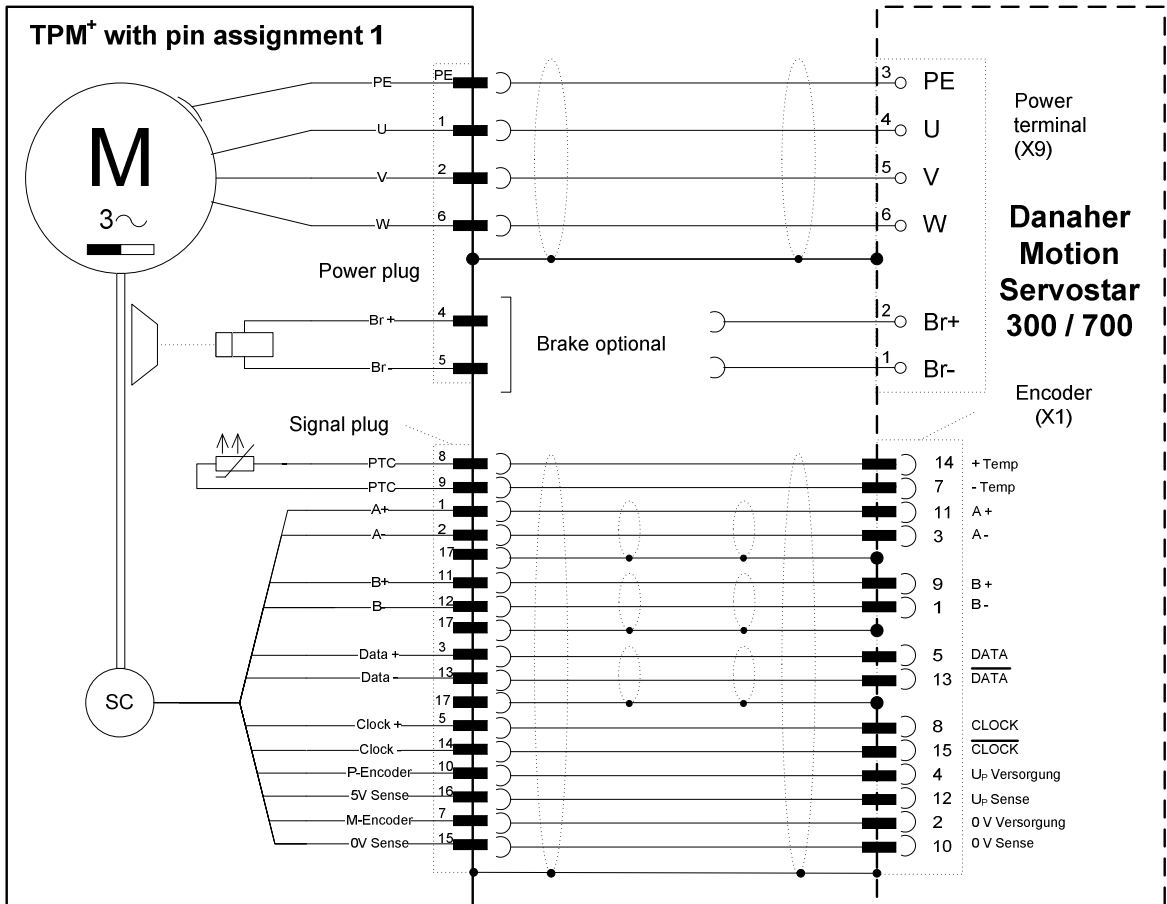 TPM+ with pin assignment 1
M
3
PE PE 3 PE
U 1 4 U
V 2 5 V
W 6 6 W
Power terminal (X9)
Danaher
Motion
Servostar
300 / 700
Power plug
Br+ 4 2 Br+
Br- 5 1 Br-
Brake optional
Encoder
(X1)
Signal plug
PTC 8 14 + Temp
PTC 9 7 - Temp
A+ 1 11 A +
A- 2 3 A -
17
B+ 11 9 B +
B- 12 1 B -
17
Data + 3 5 DATA
Data - 13 13 DATA
17
SC
Clock + 5 8 CLOCK
Clock - 14 15 CLOCK
P-Encoder 10 4 UP Versorgung
5V Sense 16 12 UP Sense
M-Encoder 7 2 0 V Versorgung
0V Sense 15 10 0 V Sense